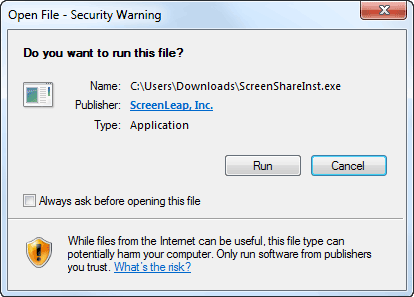 Open File - Security Warning
Do you want to run this file?
Name: C:\Users\Downloads\ScreenShareInst.exe
Publisher: ScreenLeap, Inc.
Type: Application
Run Cancel
Always ask before opening this file
While files from the Internet can be useful, this file type can
potentially harm your computer. Only run software from publishers
you trust. What's the risk?